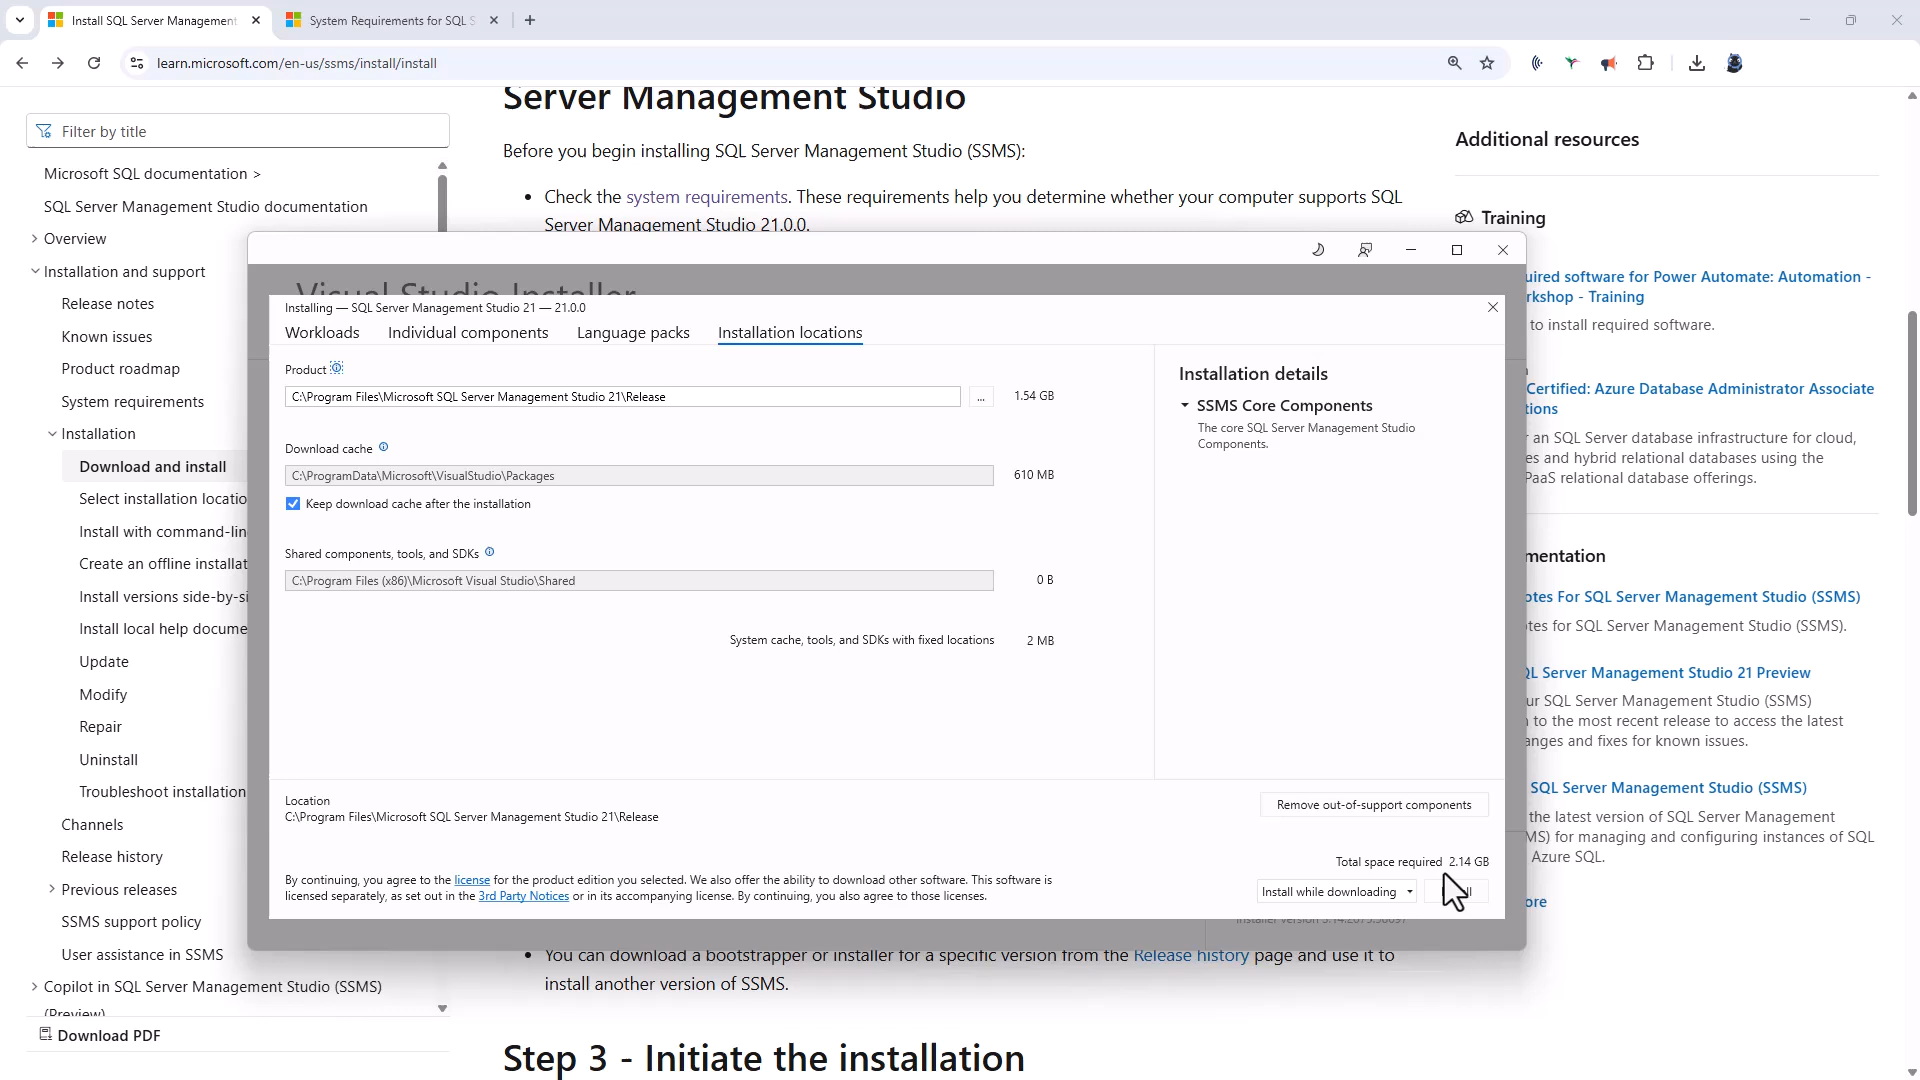 Install SQL Server Management
System Requirements for SQL S
learn.microsoft.com/en-us/ssms/install/install
Filter by title
Microsoft SQL documentation >
SQL Server Management Studio documentation
Overview
Installation and support
Release notes
Known issues
Product roadmap
System requirements
Installation
Download and install
Select installation locatio
Install with command-lin
Create an offline installat
Install versions side-by-si
Install local help docume
Update
Modify
Repair
Uninstall
Troubleshoot installation
Channels
Release history
Previous releases
SSMS support policy
User assistance in SSMS
Copilot in SQL Server Management Studio (SSMS)
(Preview)
Download PDF
Server Management Studio
Before you begin installing SQL Server Management Studio (SSMS):
• Check the system requirements. These requirements help you determine whether your computer supports SQL
Server Management Studio 21.0.0.
Visual Studio Installer
Installing — SQL Server Management Studio 21 — 21.0.0
Workloads
Individual components
Language packs
Installation locations
Product
C:\Program Files\Microsoft SQL Server Management Studio 21\Release
...
1.54 GB
Download cache
C:\ProgramData\Microsoft\VisualStudio\Packages
610 MB
Keep download cache after the installation
Shared components, tools, and SDKs
C:\Program Files (x86)\Microsoft Visual Studio\Shared
0 B
System cache, tools, and SDKs with fixed locations
2 MB
Installation details
SSMS Core Components
The core SQL Server Management Studio
Components.
Location
C:\Program Files\Microsoft SQL Server Management Studio 21\Release
Remove out-of-support components
Total space required 2.14 GB
By continuing, you agree to the license for the product edition you selected. We also offer the ability to download other software. This software is
licensed separately, as set out in the 3rd Party Notices or in its accompanying license. By continuing, you also agree to those licenses.
Install while downloading
• You can download a bootstrapper or installer for a specific version from the Release history page and use it to
install another version of SSMS.
Step 3 - Initiate the installation
Additional resources
Training
uired software for Power Automate: Automation -
rkshop - Training
to install required software.
Certified: Azure Database Administrator Associate
tions
r an SQL Server database infrastructure for cloud,
es and hybrid relational databases using the
PaaS relational database offerings.
mentation
otes For SQL Server Management Studio (SSMS)
tes for SQL Server Management Studio (SSMS).
QL Server Management Studio 21 Preview
ur SQL Server Management Studio (SSMS)
n to the most recent release to access the latest
anges and fixes for known issues.
SQL Server Management Studio (SSMS)
the latest version of SQL Server Management
MS) for managing and configuring instances of SQL
Azure SQL.
ore